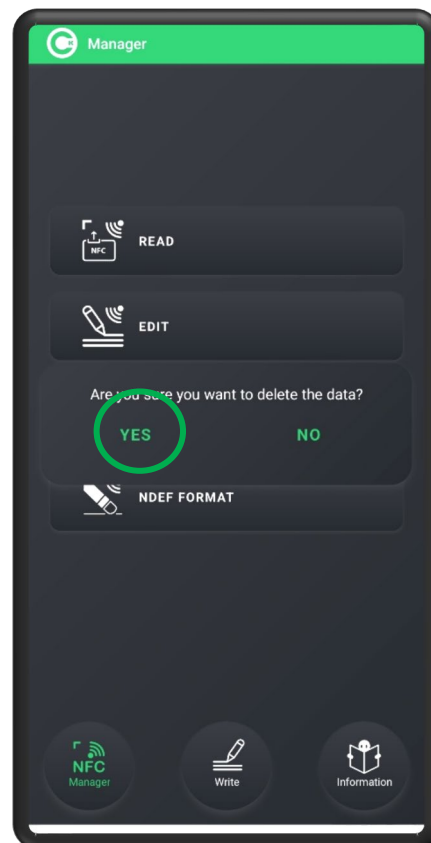 Manager
NFC
READ
EDIT
Are you sure you want to delete the data?
YES
NO
NDEF FORMAT
NFC
Manager
Write
Information